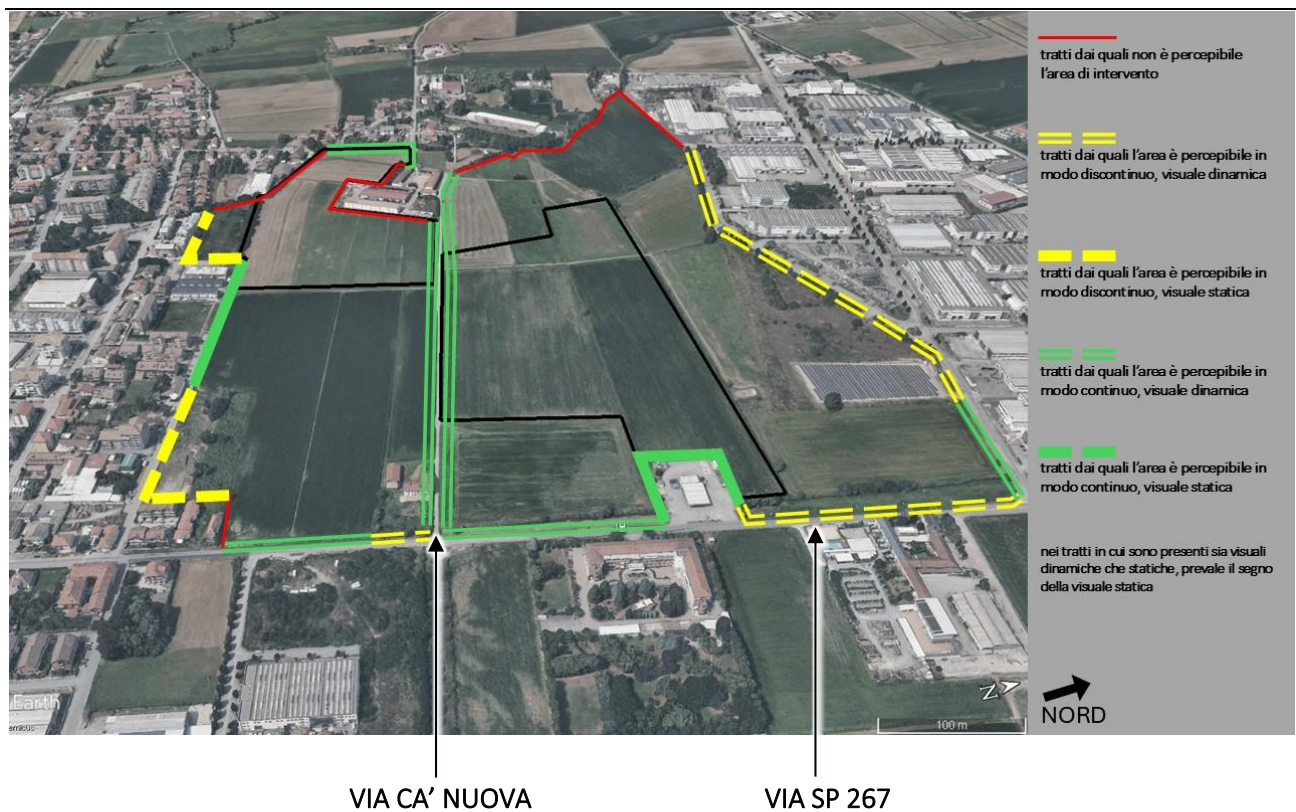 tratti dai quali non è percepibile
l'area di intervento
tratti dai quali l'area è percepibile in
modo discontinuo, visuale dinamica
tratti dai quali l'area è percepibile in
modo discontinuo, visuale statica
tratti dai quali l'area è percepibile in
modo continuo, visuale dinamica
tratti dai quali l'area è percepibile in
modo continuo, visuale statica
nei tratti in cui sono presenti sia visuali
dinamiche che statiche, prevale il segno
della visuale statica
N
NORD
100 m
Earth
VIA CA' NUOVA
VIA SP 267